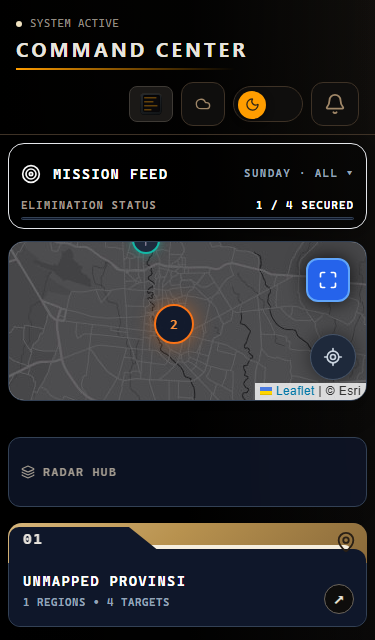 SYSTEM ACTIVE
COMMAND CENTER
MISSION FEED
SUNDAY · ALL ▾
ELIMINATION STATUS
1 / 4 SECURED
2
Leaflet | © Esri
RADAR HUB
01
UNMAPPED PROVINSI
1 REGIONS • 4 TARGETS